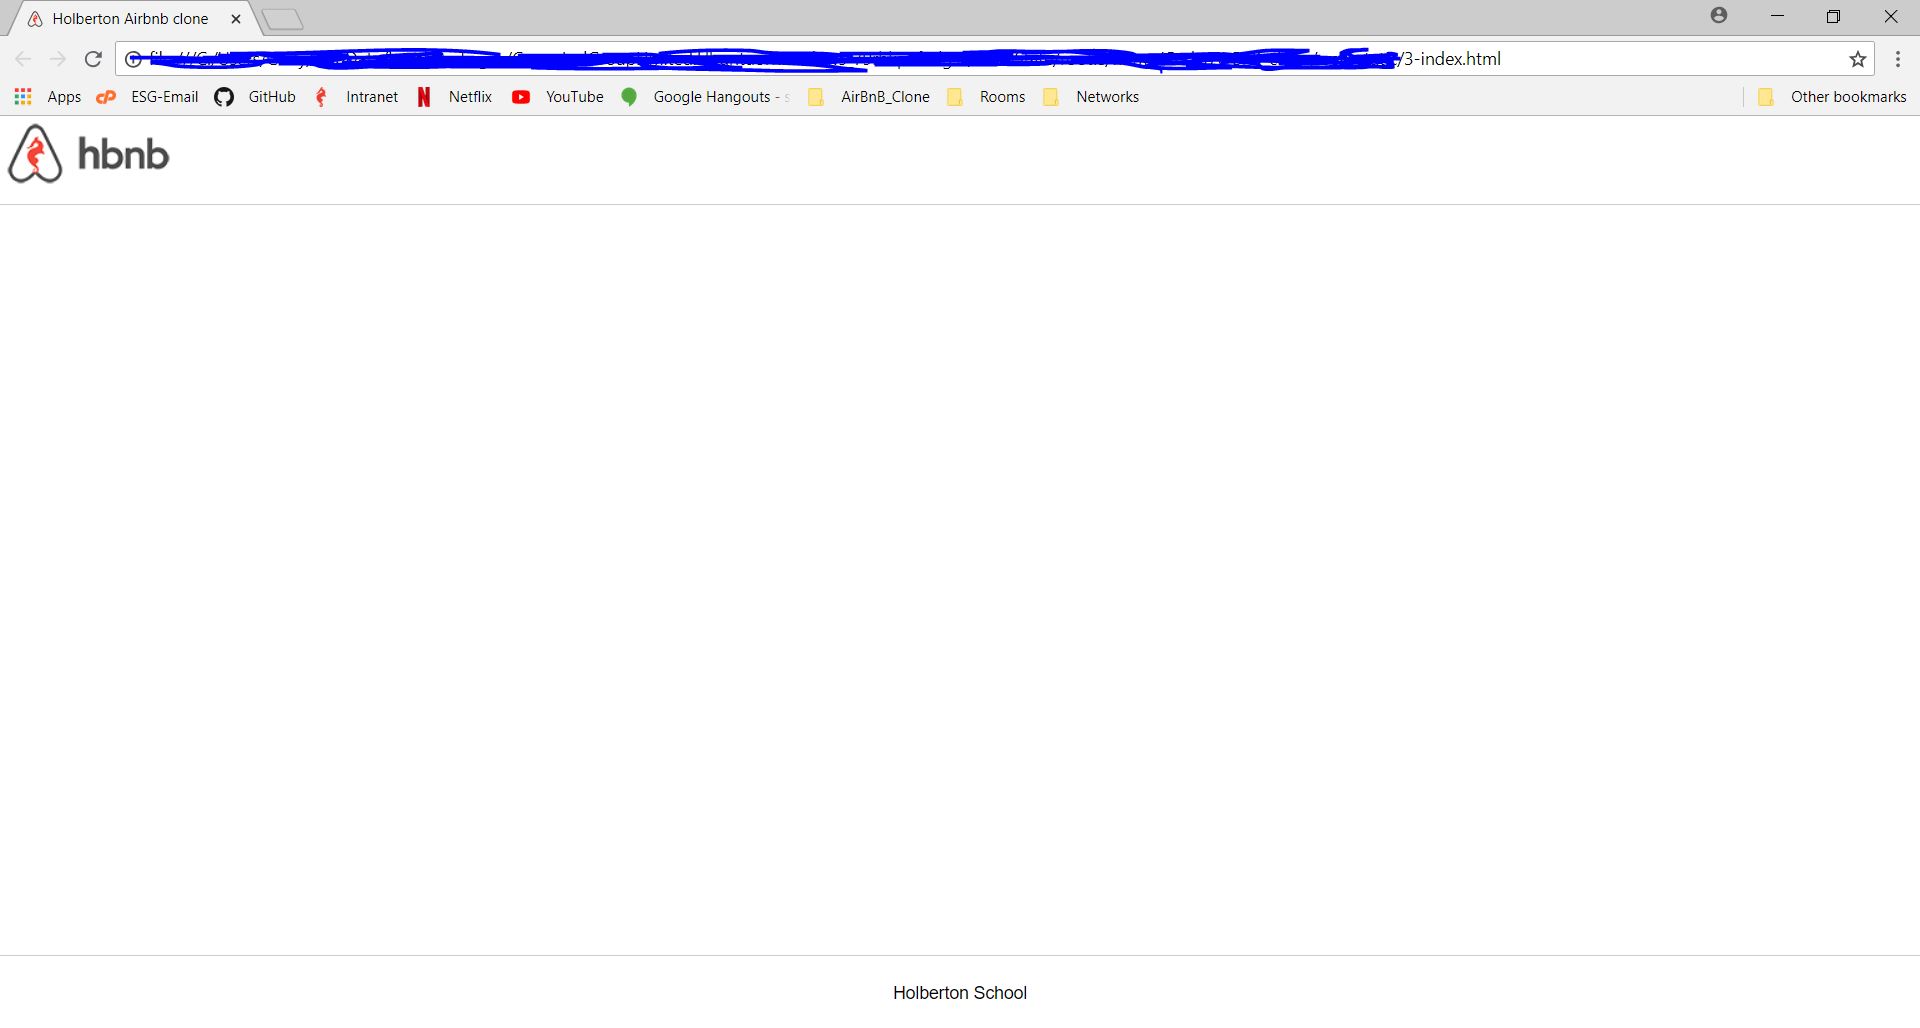 Holberton Airbnb clone
/3-index.html
Apps ESG-Email GitHub Intranet Netflix YouTube Google Hangouts - AirBnB_Clone Rooms Networks Other bookmarks
hbnb
Holberton School